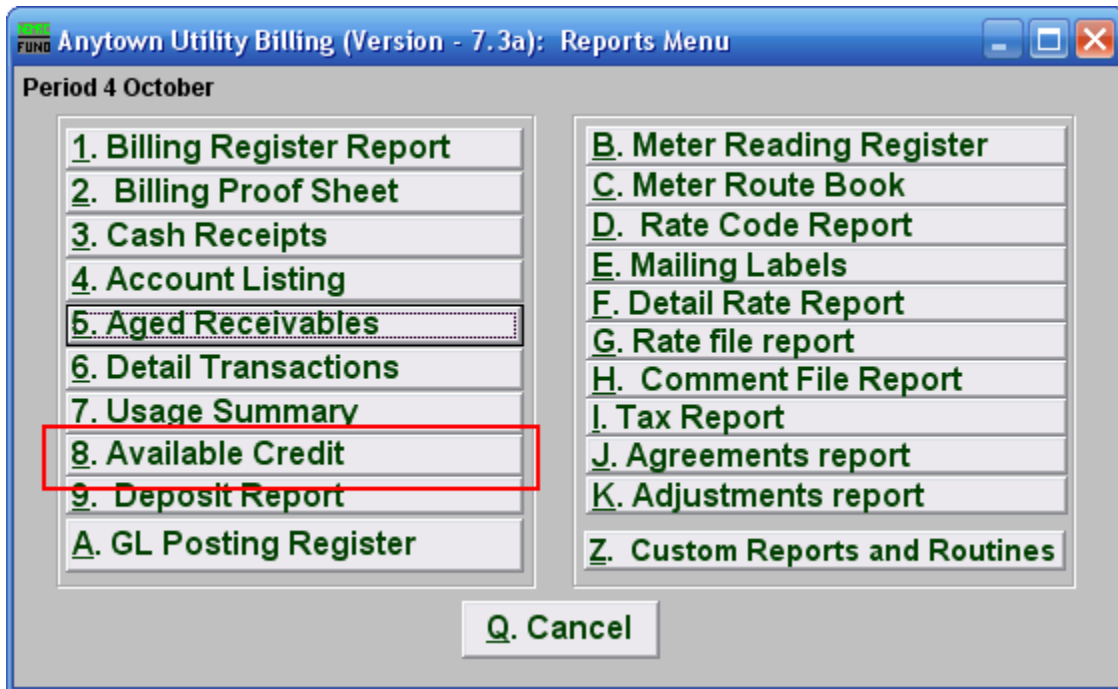 FUND Anytown Utility Billing (Version - 7.3a): Reports Menu
Period 4 October
1. Billing Register Report
2. Billing Proof Sheet
3. Cash Receipts
4. Account Listing
5. Aged Receivables
6. Detail Transactions
7. Usage Summary
8. Available Credit
9. Deposit Report
A. GL Posting Register
B. Meter Reading Register
C. Meter Route Book
D. Rate Code Report
E. Mailing Labels
F. Detail Rate Report
G. Rate file report
H. Comment File Report
I. Tax Report
J. Agreements report
K. Adjustments report
Z. Custom Reports and Routines
Q. Cancel